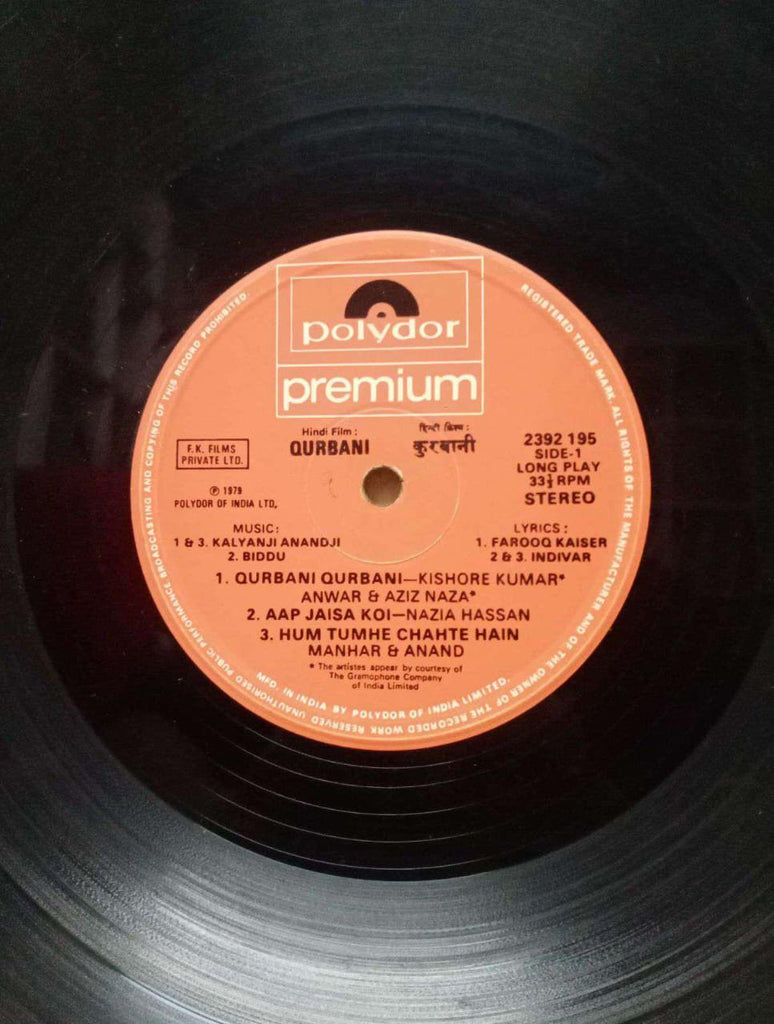 polydor
premium
Hindi Film :
QURBANI
हिन्दी फ़िल्म :
कुरबानी
F.K. FILMS
PRIVATE LTD.
℗ 1979
POLYDOR OF INDIA LTD,
2392 195
SIDE-1
LONG PLAY
33⅓ RPM
STEREO
MUSIC:
1 & 3. KALYANJI ANANDJI
2. BIDDU
LYRICS :
1. FAROOQ KAISER
2 & 3. INDIVAR
1. QURBANI QURBANI—KISHORE KUMAR*
ANWAR & AZIZ NAZA*
2. AAP JAISA KOI—NAZIA HASSAN
3. HUM TUMHE CHAHTE HAIN
MANHAR & ANAND
* The artistes appear by courtesy of
The Gramophone Company
of India Limited
MFD. IN INDIA BY POLYDOR OF INDIA LIMITED.
REGISTERED TRADE MARK. ALL RIGHTS OF THE MANUFACTURER AND OF THE OWNER OF THE RECORDED WORK RESERVED UNAUTHORISED PUBLIC PERFORMANCE BROADCASTING AND COPYING OF THIS RECORD PROHIBITED.